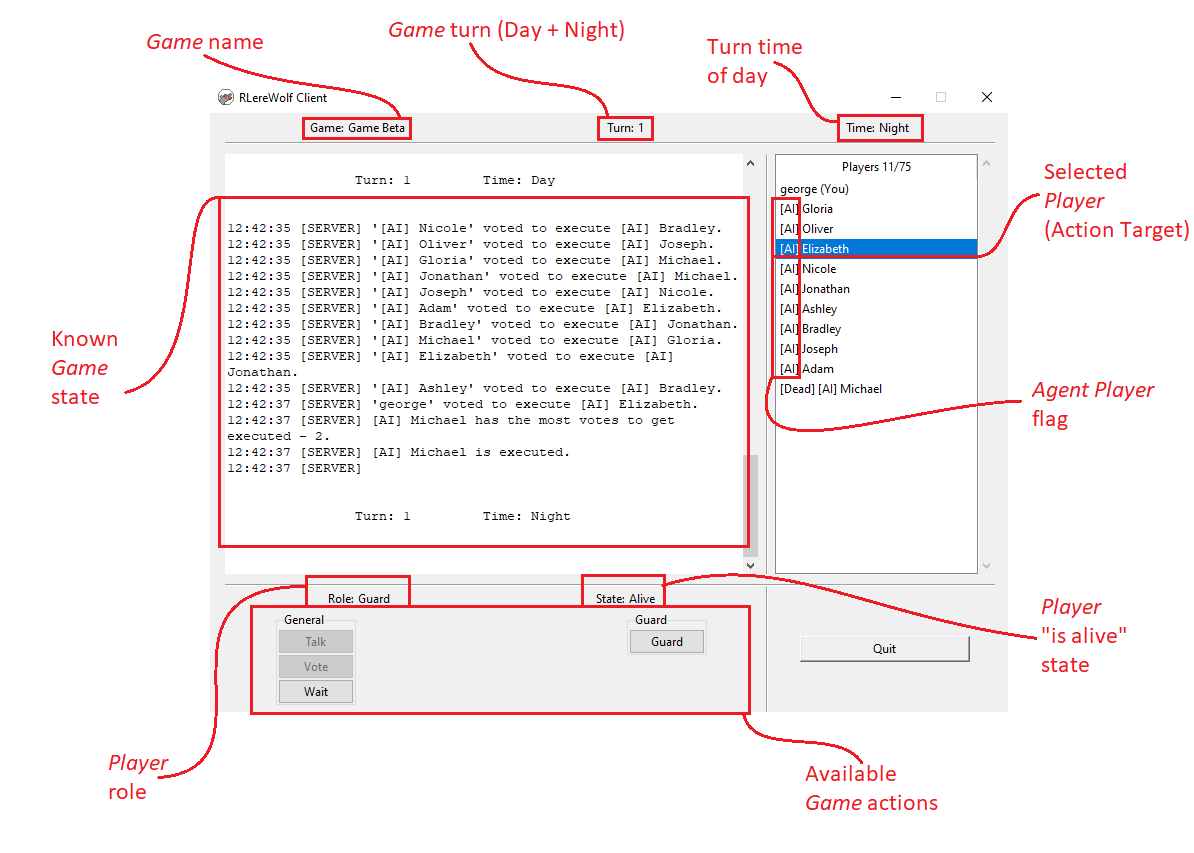 Game name
Game turn (Day + Night)
Turn time
of day
RLereWolf Client
Game: Game Beta
Turn: 1
Time: Night
Turn: 1 Time: Day
12:42:35 [SERVER] '[AI] Nicole' voted to execute [AI] Bradley.
12:42:35 [SERVER] '[AI] Oliver' voted to execute [AI] Joseph.
12:42:35 [SERVER] '[AI] Gloria' voted to execute [AI] Michael.
12:42:35 [SERVER] '[AI] Jonathan' voted to execute [AI] Michael.
12:42:35 [SERVER] '[AI] Joseph' voted to execute [AI] Nicole.
12:42:35 [SERVER] '[AI] Adam' voted to execute [AI] Elizabeth.
12:42:35 [SERVER] '[AI] Bradley' voted to execute [AI] Jonathan.
12:42:35 [SERVER] '[AI] Michael' voted to execute [AI] Gloria.
12:42:35 [SERVER] '[AI] Elizabeth' voted to execute [AI]
Jonathan.
12:42:35 [SERVER] '[AI] Ashley' voted to execute [AI] Bradley.
12:42:37 [SERVER] 'george' voted to execute [AI] Elizabeth.
12:42:37 [SERVER] [AI] Michael has the most votes to get
executed - 2.
12:42:37 [SERVER] [AI] Michael is executed.
12:42:37 [SERVER]
Turn: 1 Time: Night
Players 11/75
george (You)
[AI] Gloria
[AI] Oliver
[AI] Elizabeth
[AI] Nicole
[AI] Jonathan
[AI] Ashley
[AI] Bradley
[AI] Joseph
[AI] Adam
[Dead] [AI] Michael
Selected
Player
(Action Target)
Known
Game
state
Agent Player
flag
Role: Guard
State: Alive
General
Talk
Vote
Wait
Guard
Guard
Quit
Player
"is alive"
state
Player
role
Available
Game actions